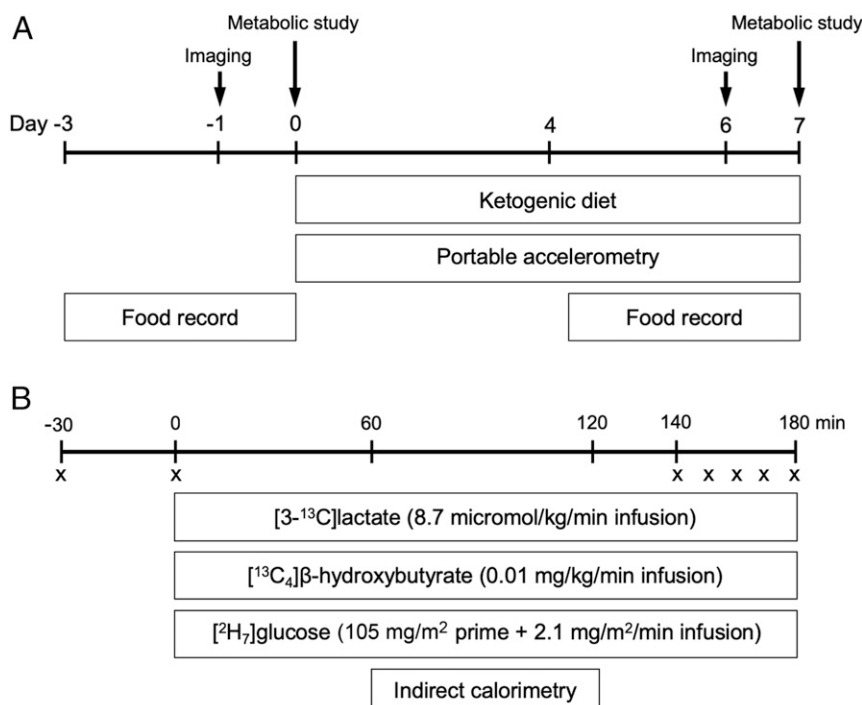 A
Metabolic study
Metabolic study
Imaging
Imaging
Day -3 -1 0 4 6 7
Ketogenic diet
Portable accelerometry
Food record Food record
B
-30 0 60 120 140 180 min
x x x x x x x
[3-¹³C]lactate (8.7 micromol/kg/min infusion)
[¹³C₄]β-hydroxybutyrate (0.01 mg/kg/min infusion)
[²H₇]glucose (105 mg/m² prime + 2.1 mg/m²/min infusion)
Indirect calorimetry